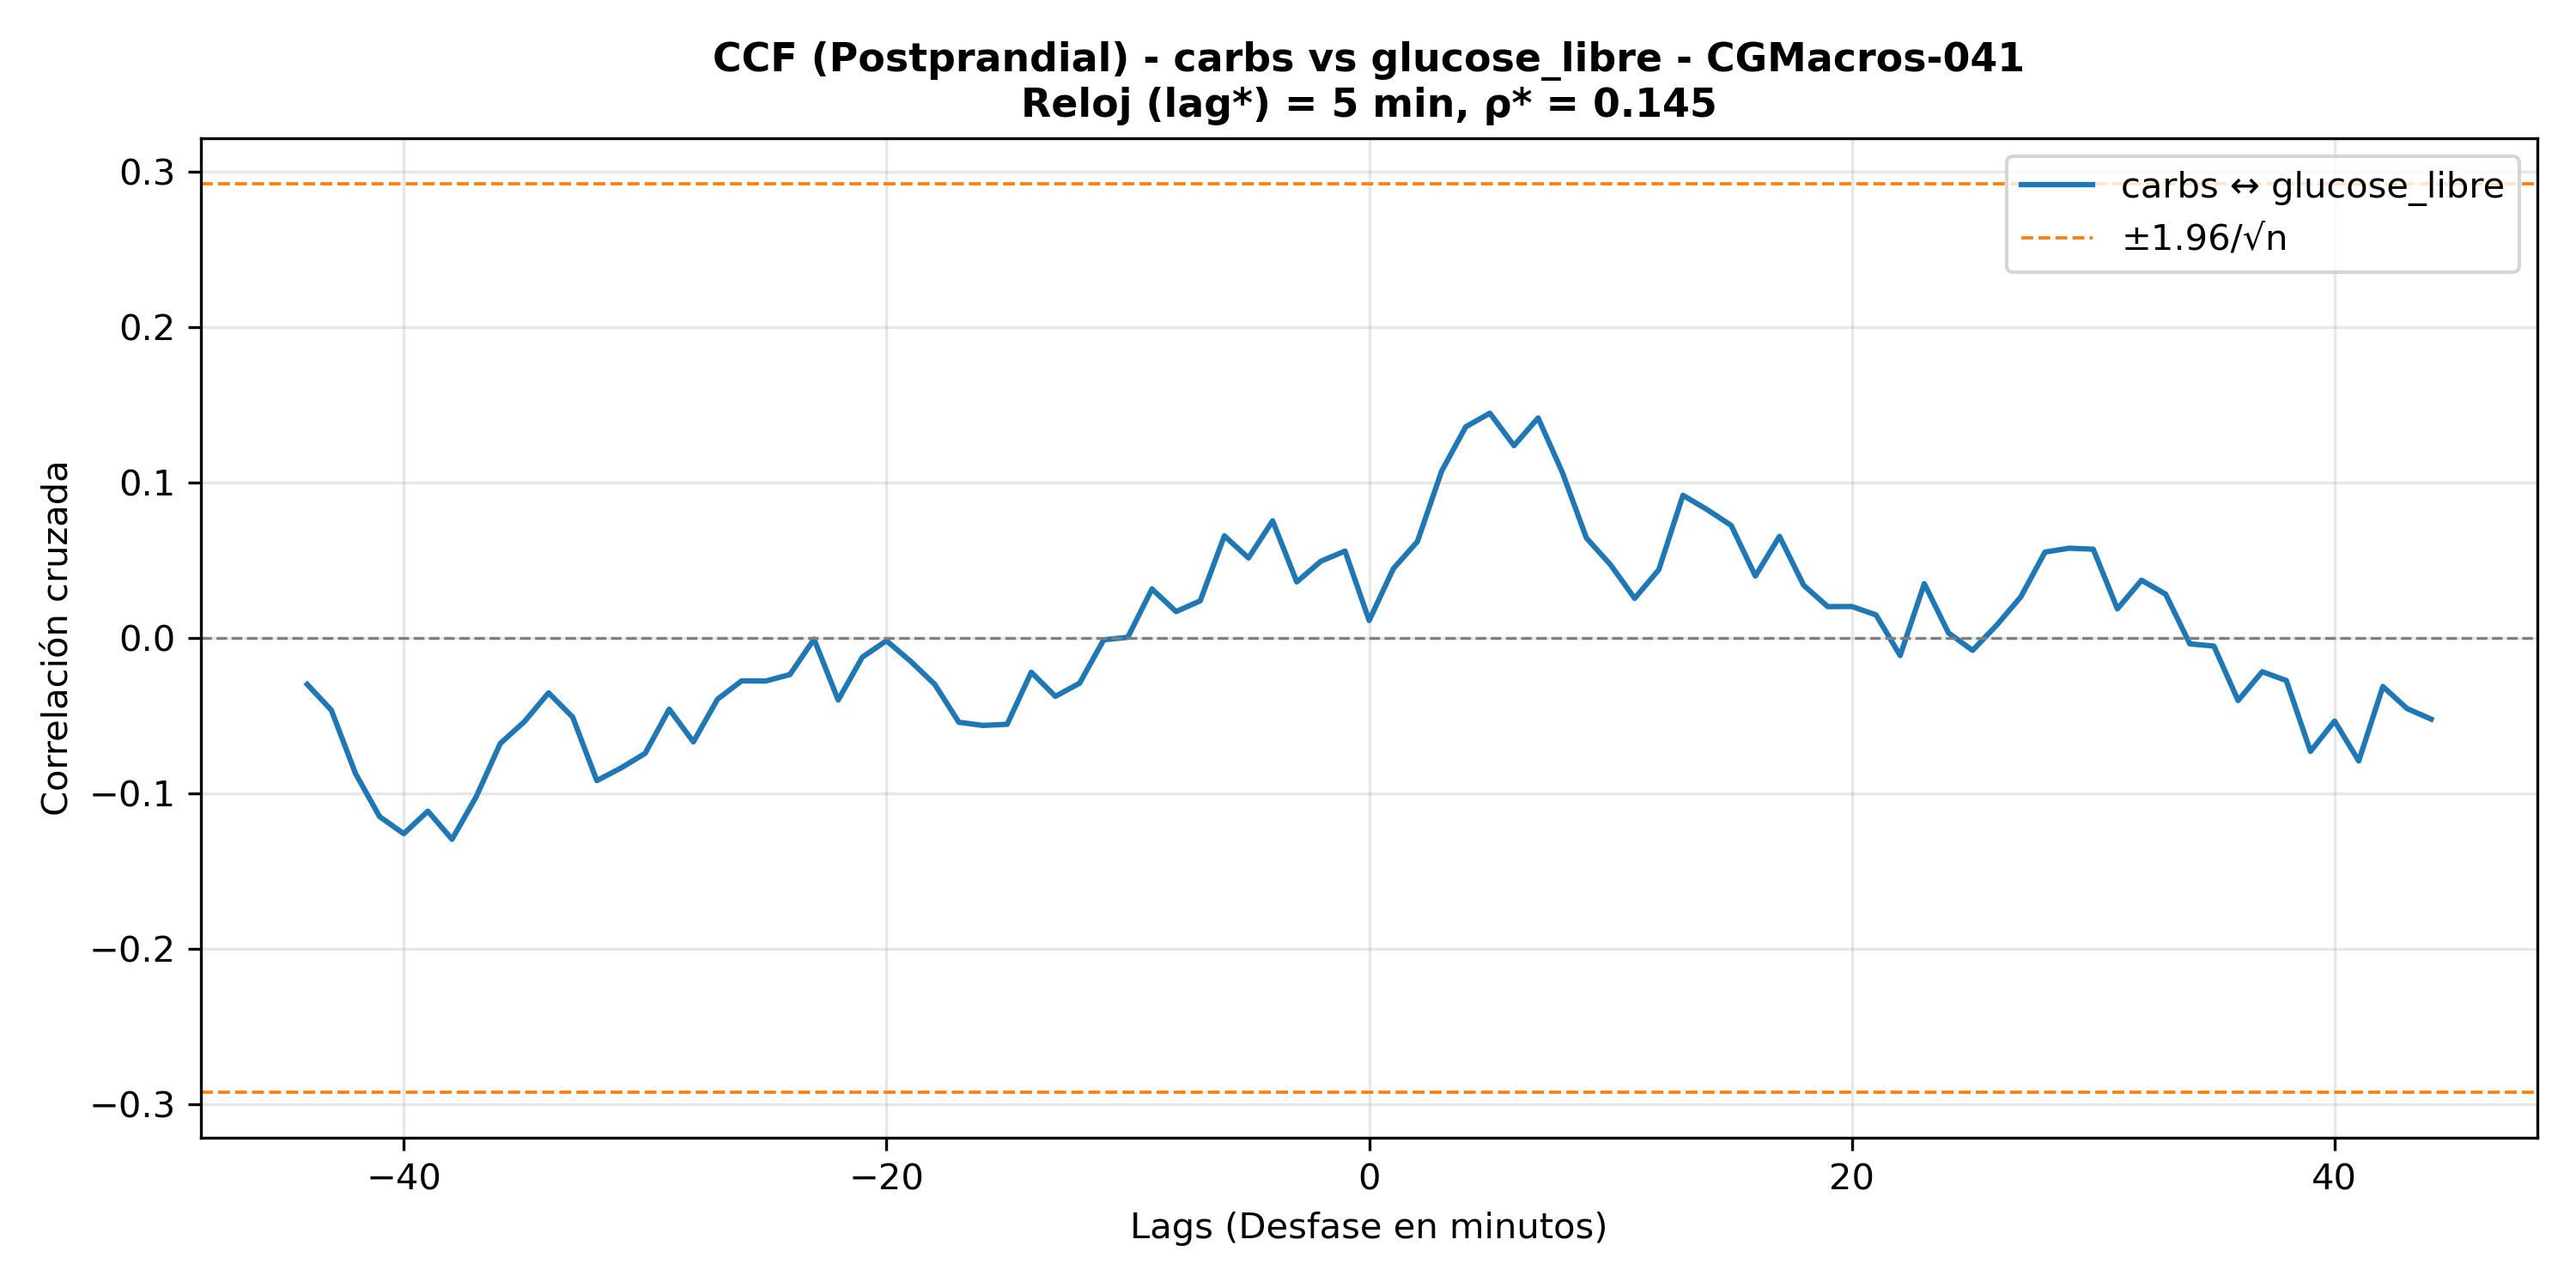 CCF (Postprandial) - carbs vs glucose_libre - CGMacros-041
Reloj (lag*) = 5 min, ρ* = 0.145
carbs ↔ glucose_libre
±1.96/√n
Correlación cruzada
0.3
0.2
0.1
0.0
−0.1
−0.2
−0.3
−40
−20
0
20
40
Lags (Desfase en minutos)